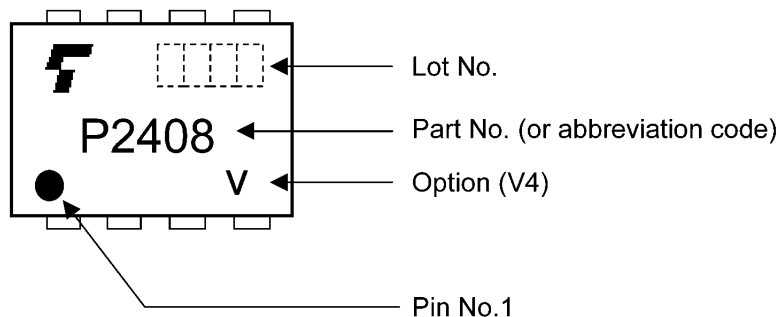 Lot No.
P2408
Part No. (or abbreviation code)
V
Option (V4)
Pin No.1